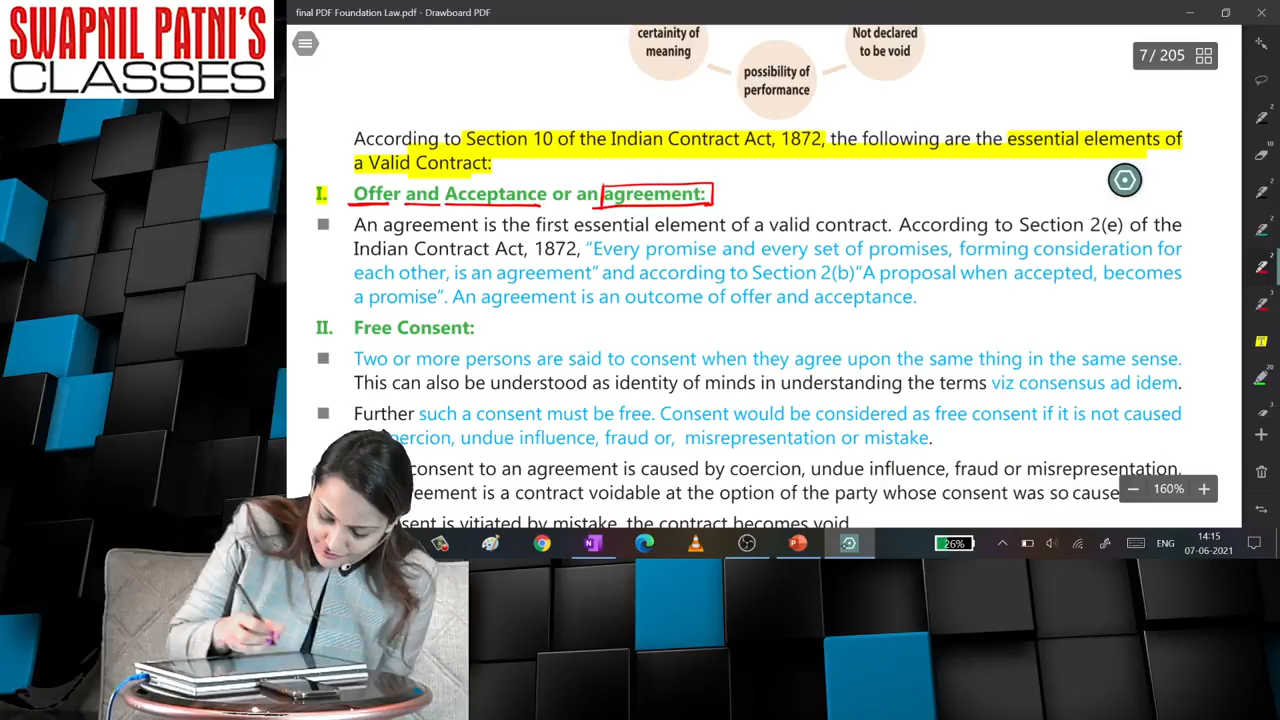 SWAPNIL PATNI'S
CLASSES
final PDF Foundation Law.pdf - Drawboard PDF
7 / 205
certainity of
meaning
possibility of
performance
Not declared
to be void
According to Section 10 of the Indian Contract Act, 1872, the following are the essential elements of
a Valid Contract:
I. Offer and Acceptance or an agreement:
An agreement is the first essential element of a valid contract. According to Section 2(e) of the
Indian Contract Act, 1872, "Every promise and every set of promises, forming consideration for
each other, is an agreement" and according to Section 2(b)"A proposal when accepted, becomes
a promise". An agreement is an outcome of offer and acceptance.
II. Free Consent:
Two or more persons are said to consent when they agree upon the same thing in the same sense.
This can also be understood as identity of minds in understanding the terms viz consensus ad idem.
Further such a consent must be free. Consent would be considered as free consent if it is not caused
ercion, undue influence, fraud or, misrepresentation or mistake.
consent to an agreement is caused by coercion, undue influence, fraud or misrepresentation,
reement is a contract voidable at the option of the party whose consent was so cause
sent is vitiated by mistake, the contract becomes void
160%
26%
ENG
14:15
07-06-2021